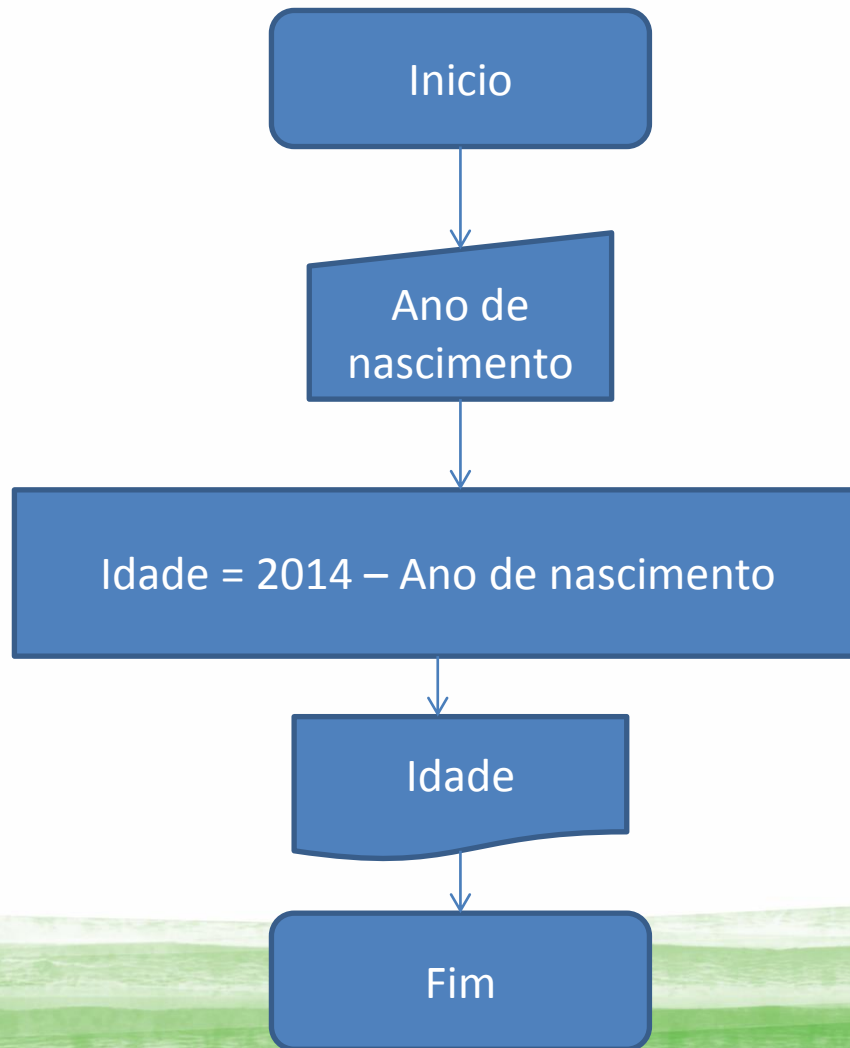 Inicio
Ano de
nascimento
Idade = 2014 – Ano de nascimento
Idade
Fim